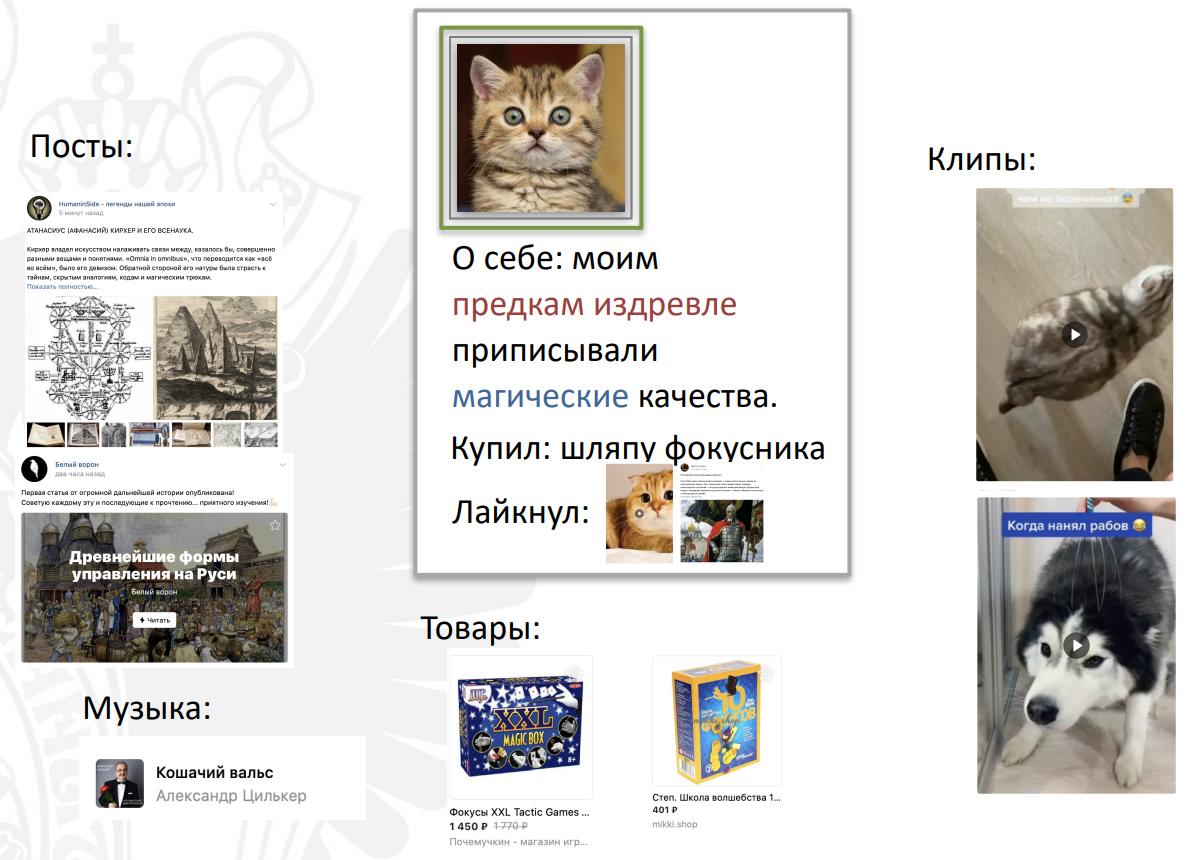 Посты:
HumaninSide - легенды нашей эпохи
5 минут назад
АТАНАСИУС (АФАНАСИЙ) КИРХЕР И ЕГО ВСЕНАУКА.
Кирхер владел искусством налаживать связи между, казалось бы, совершенно
разными вещами и понятиями. «Omnia in omnibus», что переводится как «всё
во всём», было его девизом. Обратной стороной его натуры была страсть к
тайнам, скрытым аналогиям, кодам и магическим трюкам.
Показать полностью...
Белый ворон
два часа назад
Первая статья от огромной дальнейшей истории опубликована!
Советую каждому эту и последующие к прочтению... приятного изучения!💪🏻
Древнейшие формы
управления на Руси
Белый ворон
Читать
Музыка:
Кошачий вальс
Александр Цилькер
О себе: моим
предкам издревле
приписывали
магические качества.
Купил: шляпу фокусника
Лайкнул:
Товары:
XXL
MAGIC BOX
8+
Фокусы XXL Tactic Games ...
1 450 ₽ 1 770 ₽
Почемучкин - магазин игр...
10
mikki.shop
Степ. Школа волшебства 1...
401 ₽
mikki.shop
Клипы:
чем не беременная 😰
Когда нанял рабов 😂